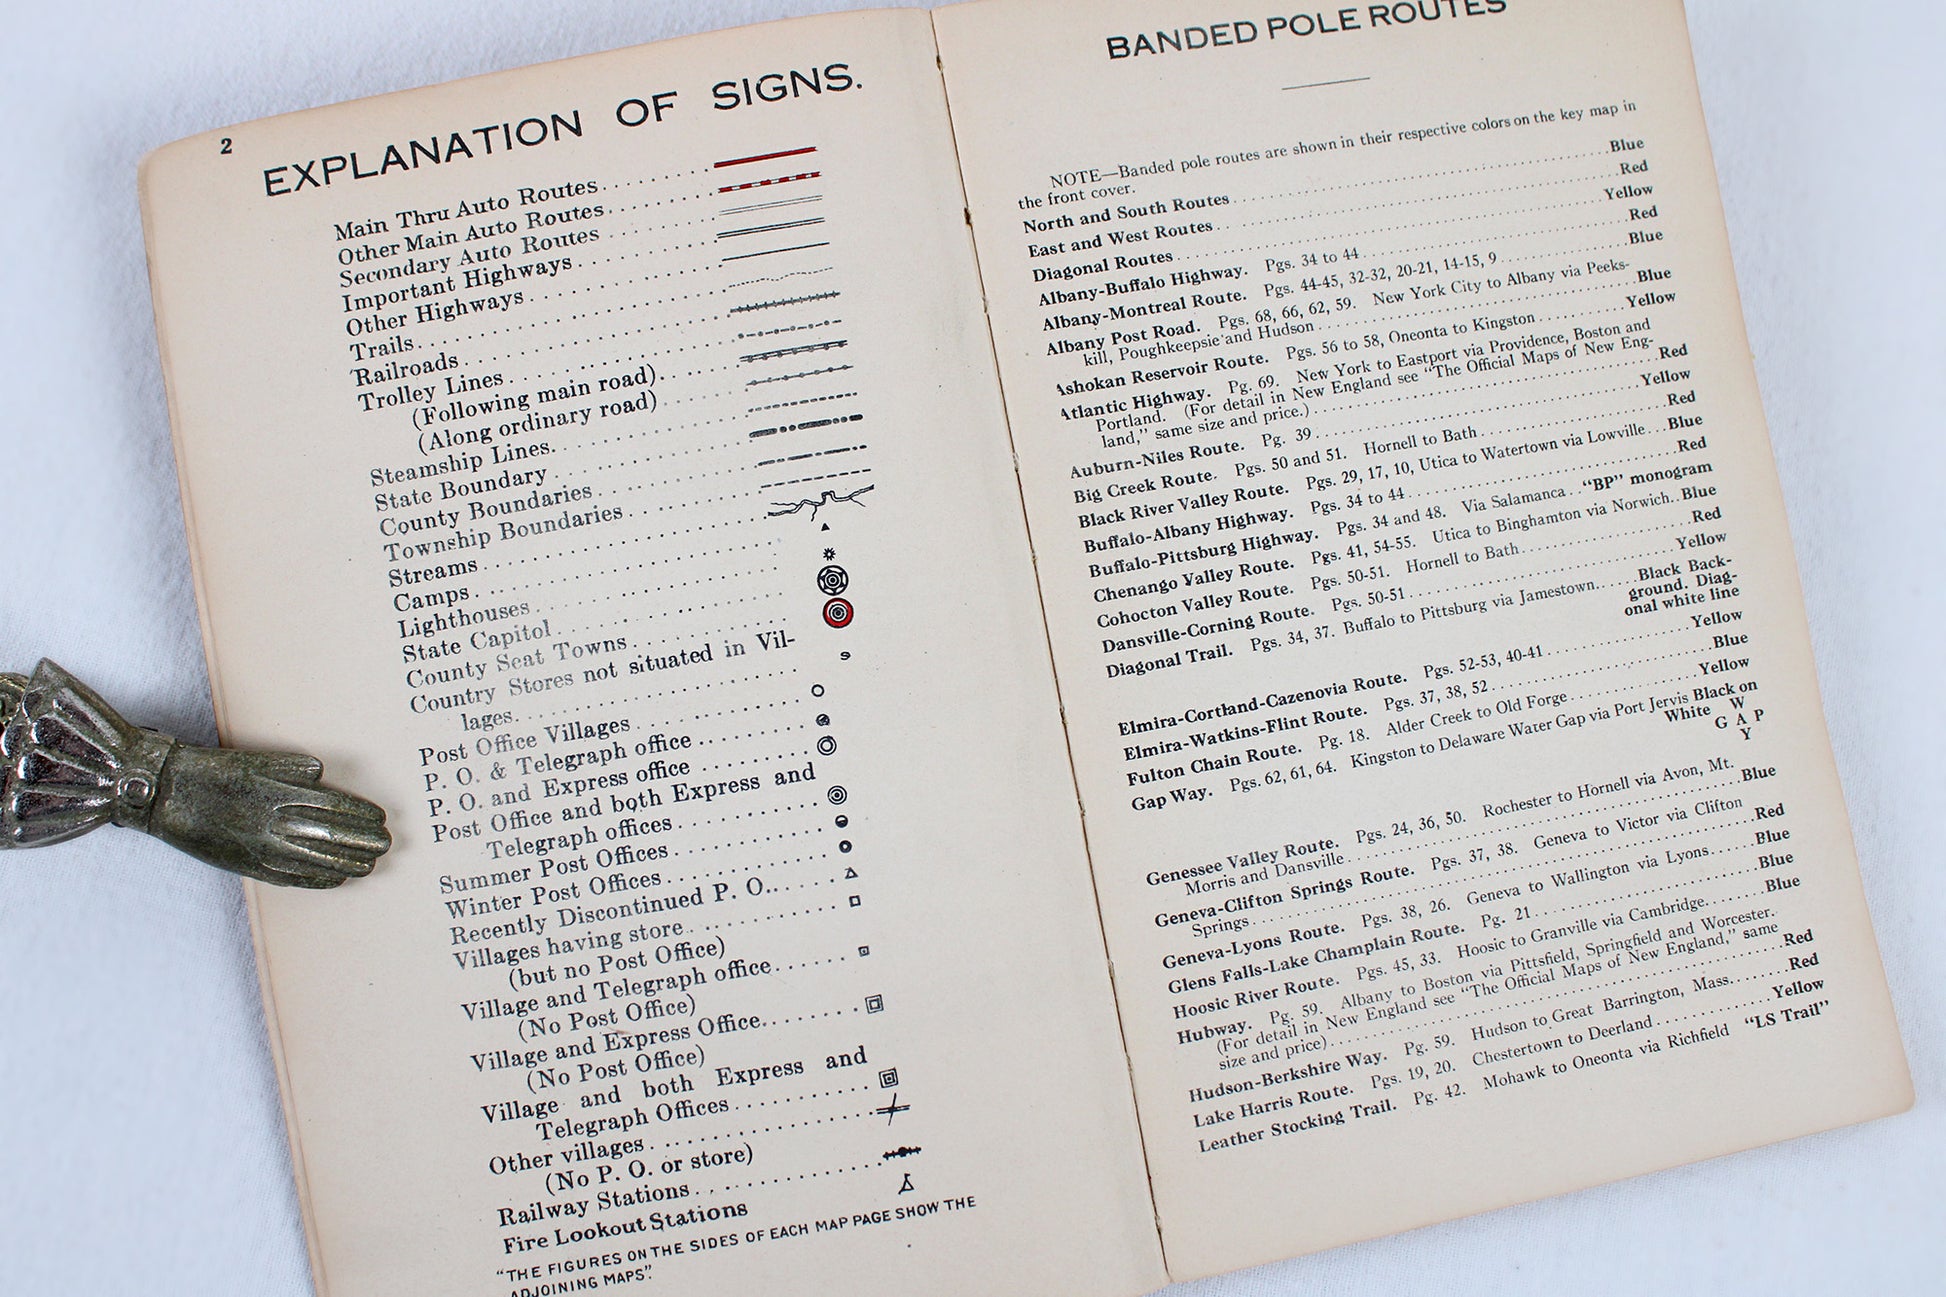 2
EXPLANATION OF SIGNS.
Main Thru Auto Routes
Other Main Auto Routes
Secondary Auto Routes
Important Highways
Other Highways
Trails
Railroads
Trolley Lines
(Following main road)
(Along ordinary road)
Steamship Lines
State Boundary
County Boundaries
Township Boundaries
Streams
Camps
Lighthouses
State Capitol
County Seat Towns
Country Stores not situated in Vil-
lages
Post Office Villages
P. O. & Telegraph office
P. O. and Express office
Post Office and both Express and
Telegraph offices
Summer Post Offices
Winter Post Offices
Recently Discontinued P. O.
Villages having store
(but no Post Office)
Village and Telegraph office
(No Post Office)
Village and Express Office
(No Post Office)
Village and both Express and
Telegraph Offices
Other villages
(No P. O. or store)
Railway Stations
Fire Lookout Stations
"THE FIGURES ON THE SIDES OF EACH MAP PAGE SHOW THE
ADJOINING MAPS".
BANDED POLE ROUTES
NOTE—Banded pole routes are shown in their respective colors on the key map in
the front cover.
North and South Routes Blue
East and West Routes Red
Diagonal Routes Yellow
Albany-Buffalo Highway. Pgs. 34 to 44 Red
Albany-Montreal Route. Pgs. 44-45, 32-32, 20-21, 14-15, 9 Blue
Albany Post Road. Pgs. 68, 66, 62, 59. New York City to Albany via Peeks-
kill, Poughkeepsie and Hudson Blue
Ashokan Reservoir Route. Pgs. 56 to 58, Oneonta to Kingston Yellow
Atlantic Highway. Pg. 69. New York to Eastport via Providence, Boston and
Portland. (For detail in New England see "The Official Maps of New Eng-
land," same size and price.) Red
Auburn-Niles Route. Pg. 39 Yellow
Big Creek Route. Pgs. 50 and 51. Hornell to Bath Red
Black River Valley Route. Pgs. 29, 17, 10, Utica to Watertown via Lowville Blue
Buffalo-Albany Highway. Pgs. 34 to 44 Red
Buffalo-Pittsburg Highway. Pgs. 34 and 48. Via Salamanca "BP" monogram
Chenango Valley Route. Pgs. 41, 54-55. Utica to Binghamton via Norwich Blue
Cohocton Valley Route. Pgs. 50-51. Hornell to Bath Red
Dansville-Corning Route. Pgs. 50-51 Yellow
Diagonal Trail. Pgs. 34, 37. Buffalo to Pittsburg via Jamestown Black Back-
ground. Diag-
onal white line
Elmira-Cortland-Cazenovia Route. Pgs. 52-53, 40-41 Yellow
Elmira-Watkins-Flint Route. Pgs. 37, 38, 52 Blue
Fulton Chain Route. Pg. 18. Alder Creek to Old Forge Yellow
Gap Way. Pgs. 62, 61, 64. Kingston to Delaware Water Gap via Port Jervis Black on
White W
G A P
Y
Genessee Valley Route. Pgs. 24, 36, 50. Rochester to Hornell via Avon, Mt.
Morris and Dansville Blue
Geneva-Clifton Springs Route. Pgs. 37, 38. Geneva to Victor via Clifton
Springs Red
Geneva-Lyons Route. Pgs. 38, 26. Geneva to Wallington via Lyons Blue
Glens Falls-Lake Champlain Route. Pg. 21 Blue
Hoosic River Route. Pgs. 45, 33. Hoosic to Granville via Cambridge Blue
Hubway. Pg. 59. Albany to Boston via Pittsfield, Springfield and Worcester.
(For detail in New England see "The Official Maps of New England," same
size and price) Red
Hudson-Berkshire Way. Pg. 59. Hudson to Great Barrington, Mass. Red
Lake Harris Route. Pgs. 19, 20. Chestertown to Deerland Yellow
Leather Stocking Trail. Pg. 42. Mohawk to Oneonta via Richfield "LS Trail"